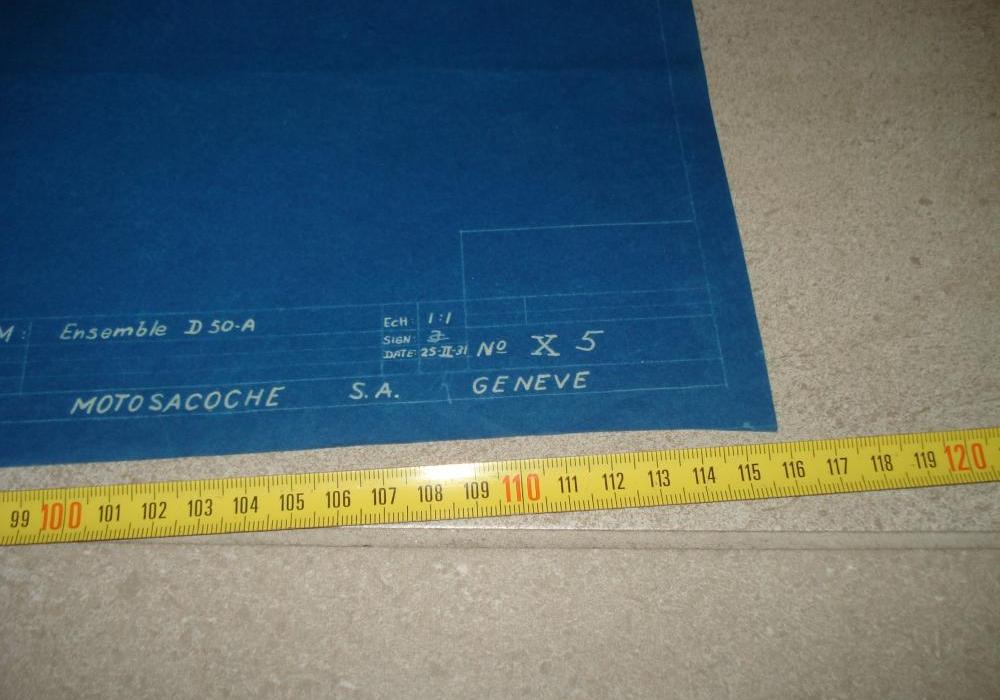 M: Ensemble D 50-A
ECH: 1:1
SIGN:
DATE: 25-II-31
Nº X 5
MOTOSACOCHE S.A. GENEVE
99 100 101 102 103 104 105 106 107 108 109 110 111 112 113 114 115 116 117 118 119 120